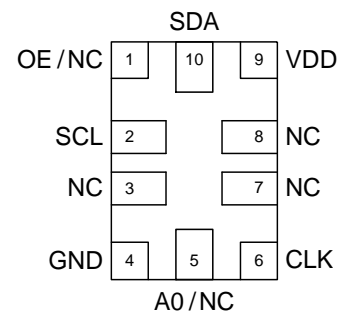 SDA
OE/NC 1 10 9 VDD
SCL 2 8 NC
NC 3 7 NC
GND 4 5 6 CLK
A0/NC